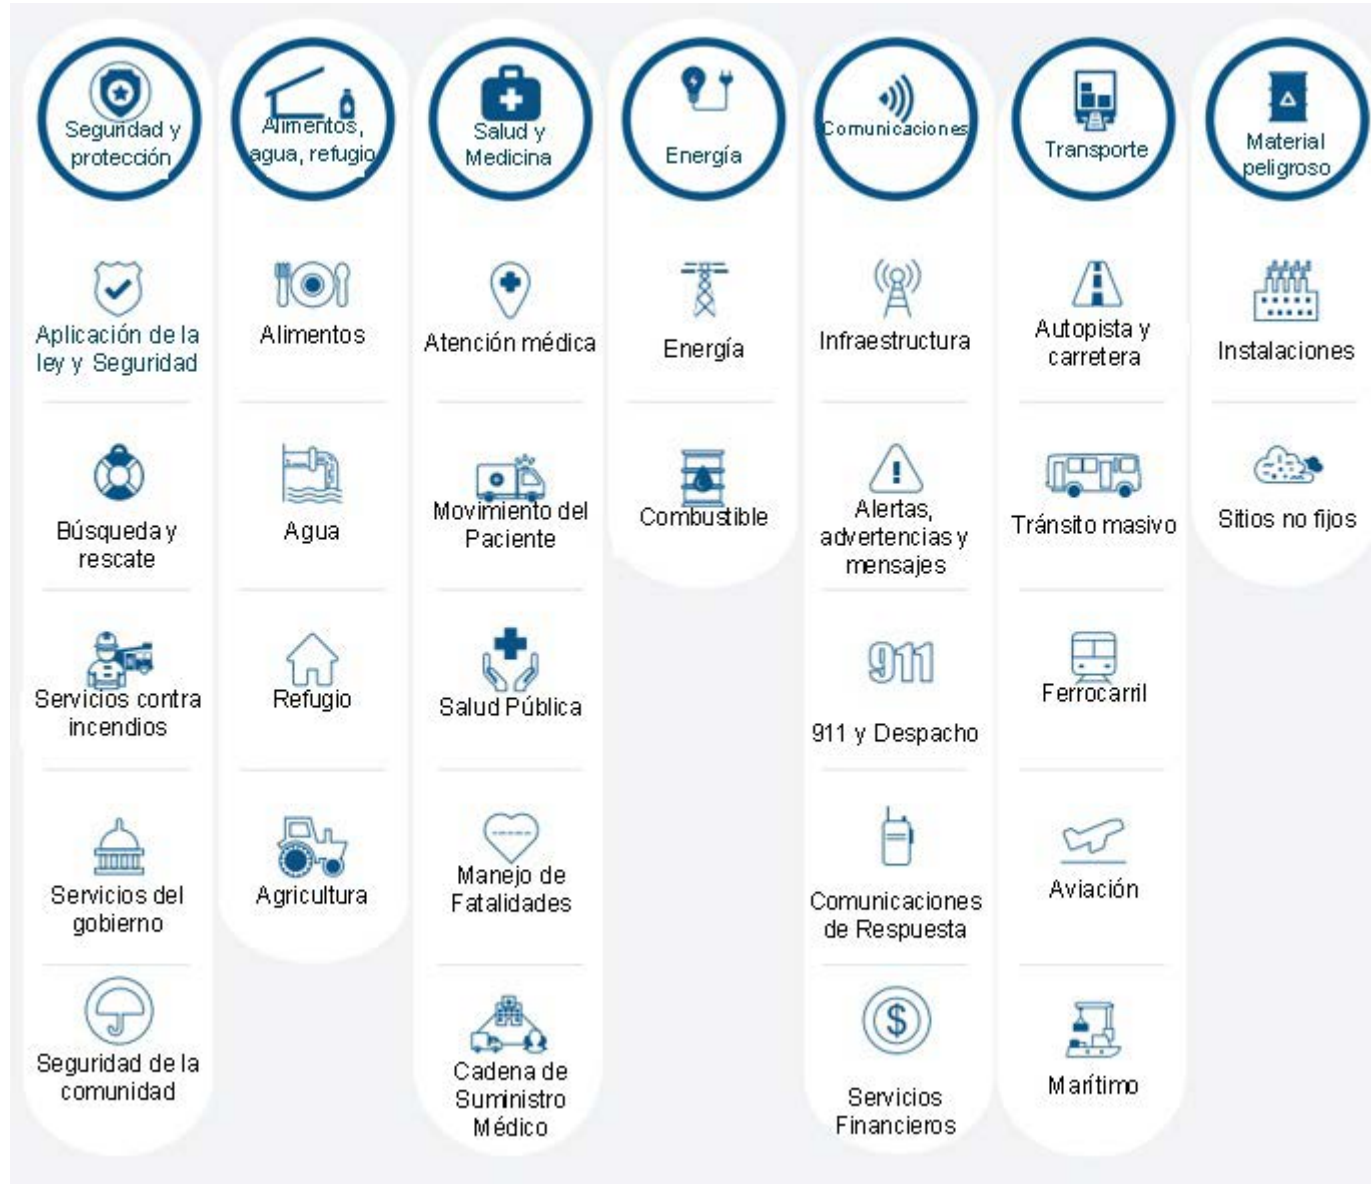 Seguridad y
protección
Aplicación de la
ley y Seguridad
Búsqueda y
rescate
Servicios contra
incendios
Servicios del
gobierno
Seguridad de la
comunidad
Alimentos,
agua, refugio
Alimentos
Agua
Refugio
Agricultura
Salud y
Medicina
Atención médica
Movimiento del
Paciente
Salud Pública
Manejo de
Fatalidades
Cadena de
Suministro
Médico
Energía
Energía
Combustible
Comunicaciones
Infraestructura
Alertas,
advertencias y
mensajes
911
911 y Despacho
Comunicaciones
de Respuesta
$
Servicios
Financieros
Transporte
Autopista y
carretera
Tránsito masivo
Ferrocarril
Aviación
Marítimo
Material
peligroso
Instalaciones
Sitios no fijos